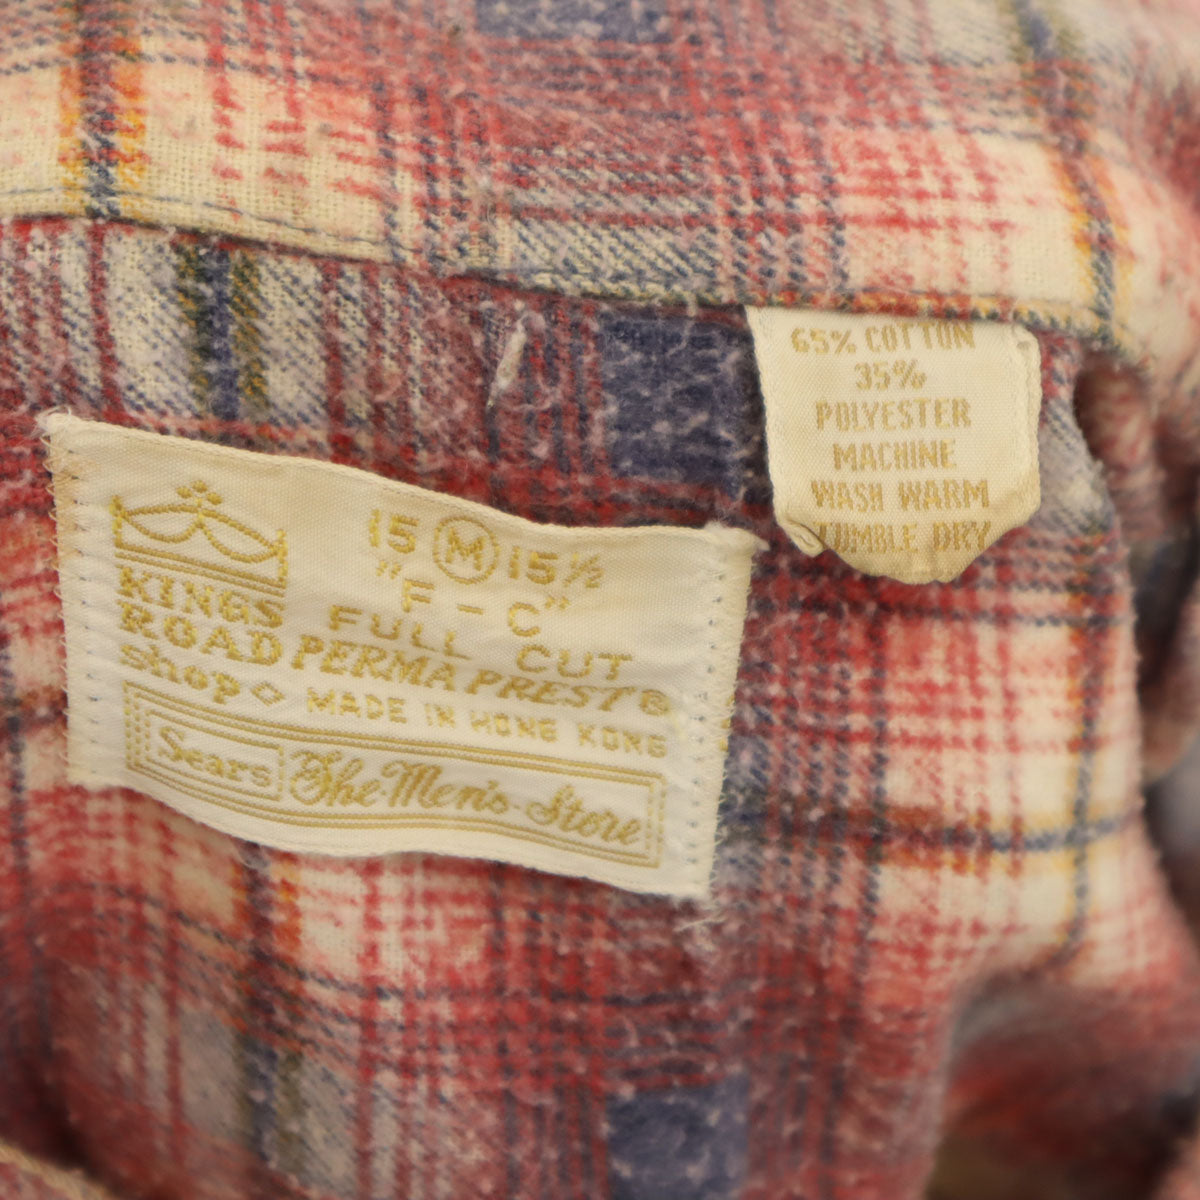 KINGS
ROAD
shop◇
15 Ⓜ 15½
"F - C"
FULL CUT
PERMA PREST®
MADE IN HONG KONG
Sears The Men's Store
65% COTTON
35%
POLYESTER
MACHINE
WASH WARM
TUMBLE DRY